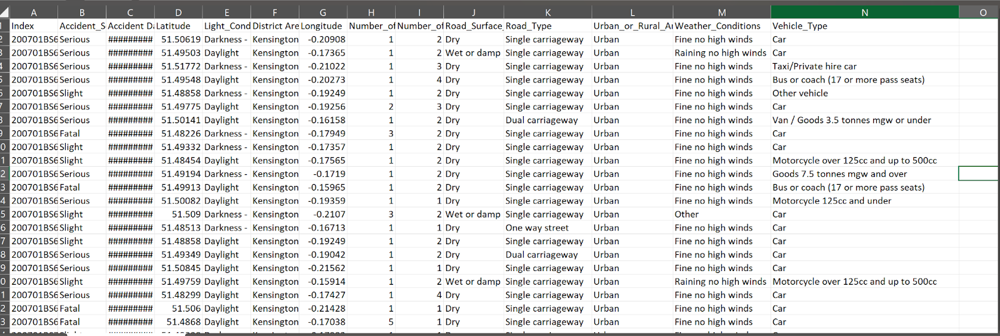 A B C D E F G H I J K L M N O
1 Index Accident_S Accident Da Latitude Light_Cond District Are Longitude Number_of Number_of Road_Surface_ Road_Type Urban_or_Rural_Ar Weather_Conditions Vehicle_Type
2 200701BS6 Serious ######### 51.50619 Darkness - Kensington -0.20908 1 2 Dry Single carriageway Urban Fine no high winds Car
3 200701BS6 Serious ######### 51.49503 Daylight Kensington -0.17365 1 2 Wet or damp Single carriageway Urban Raining no high winds Car
4 200701BS6 Serious ######### 51.51772 Darkness - Kensington -0.21022 1 3 Dry Single carriageway Urban Fine no high winds Taxi/Private hire car
5 200701BS6 Serious ######### 51.49548 Daylight Kensington -0.20273 1 4 Dry Single carriageway Urban Fine no high winds Bus or coach (17 or more pass seats)
6 200701BS6 Slight ######### 51.48858 Darkness - Kensington -0.19249 1 2 Dry Single carriageway Urban Fine no high winds Other vehicle
7 200701BS6 Serious ######### 51.49775 Darkness - Kensington -0.19256 2 3 Dry Single carriageway Urban Fine no high winds Car
8 200701BS6 Serious ######### 51.50141 Daylight Kensington -0.16158 1 2 Dry Dual carriageway Urban Fine no high winds Van / Goods 3.5 tonnes mgw or under
9 200701BS6 Fatal ######### 51.48226 Darkness - Kensington -0.17949 3 2 Dry Single carriageway Urban Fine no high winds Car
0 200701BS6 Slight ######### 51.49332 Darkness - Kensington -0.17357 1 2 Dry Single carriageway Urban Fine no high winds Car
1 200701BS6 Slight ######### 51.48454 Daylight Kensington -0.17565 1 2 Dry Single carriageway Urban Fine no high winds Motorcycle over 125cc and up to 500cc
2 200701BS6 Serious ######### 51.49194 Darkness - Kensington -0.1719 1 2 Dry Single carriageway Urban Fine no high winds Goods 7.5 tonnes mgw and over
3 200701BS6 Fatal ######### 51.49913 Daylight Kensington -0.15965 1 2 Dry Single carriageway Urban Fine no high winds Bus or coach (17 or more pass seats)
4 200701BS6 Serious ######### 51.50082 Daylight Kensington -0.19359 1 1 Dry Single carriageway Urban Fine no high winds Motorcycle 125cc and under
5 200701BS6 Slight ######### 51.509 Darkness - Kensington -0.2107 3 2 Wet or damp Single carriageway Urban Other Car
6 200701BS6 Slight ######### 51.48513 Darkness - Kensington -0.16713 1 1 Dry One way street Urban Fine no high winds Car
7 200701BS6 Slight ######### 51.48858 Daylight Kensington -0.19249 1 2 Dry Single carriageway Urban Fine no high winds Car
8 200701BS6 Serious ######### 51.49349 Daylight Kensington -0.19042 1 2 Dry Dual carriageway Urban Fine no high winds Car
9 200701BS6 Serious ######### 51.50845 Daylight Kensington -0.21562 1 1 Dry Single carriageway Urban Fine no high winds Car
0 200701BS6 Slight ######### 51.49759 Daylight Kensington -0.15914 1 2 Wet or damp Single carriageway Urban Raining no high winds Motorcycle over 125cc and up to 500cc
1 200701BS6 Serious ######### 51.48299 Daylight Kensington -0.17427 1 4 Dry Single carriageway Urban Fine no high winds Car
2 200701BS6 Fatal ######### 51.506 Daylight Kensington -0.21428 1 1 Dry Single carriageway Urban Fine no high winds Car
3 200701BS6 Fatal ######### 51.4868 Daylight Kensington -0.17038 5 1 Dry Single carriageway Urban Fine no high winds Car